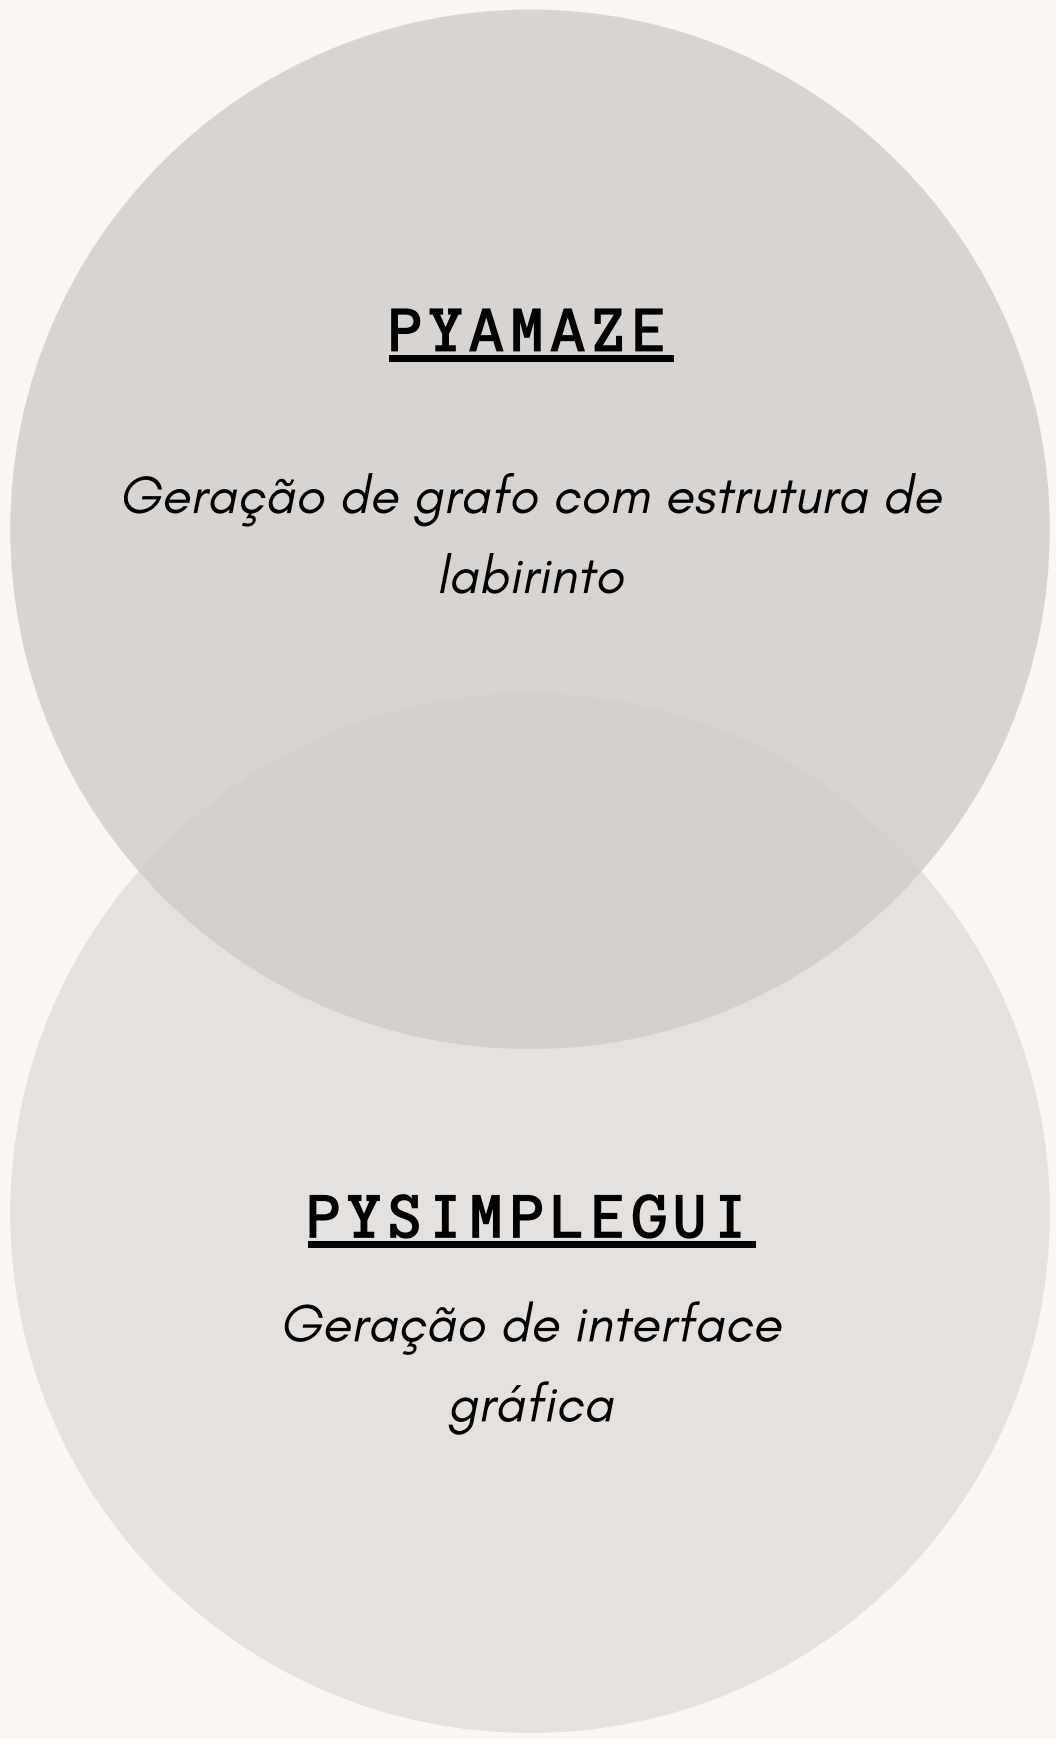 PYAMAZE
Geração de grafo com estrutura de
labirinto
PYSIMPLEGUI
Geração de interface
gráfica